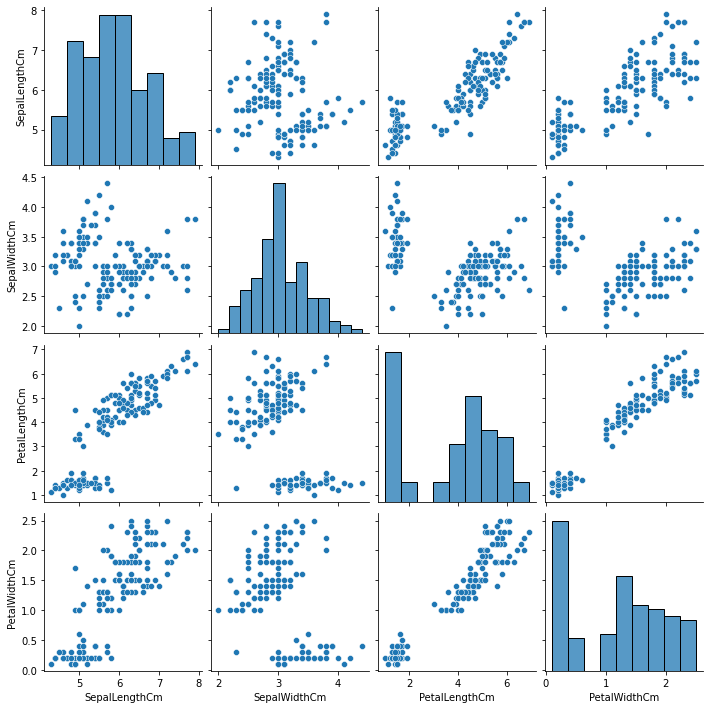 8
7
6
5
SepalLengthCm
4.5
4.0
3.5
3.0
2.5
2.0
SepalWidthCm
7
6
5
4
3
2
1
PetalLengthCm
2.5
2.0
1.5
1.0
0.5
0.0
PetalWidthCm
5 6 7 8
2 3 4
2 4 6
0 1 2
SepalLengthCm SepalWidthCm PetalLengthCm PetalWidthCm